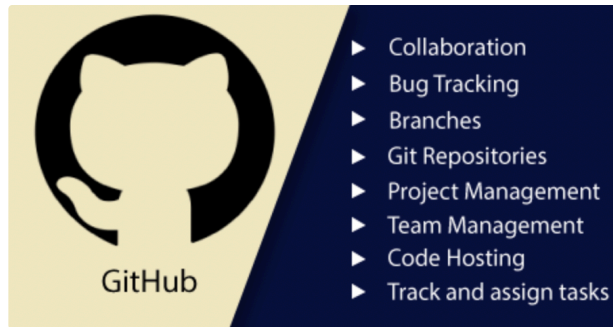 GitHub
Collaboration
Bug Tracking
Branches
Git Repositories
Project Management
Team Management
Code Hosting
Track and assign tasks